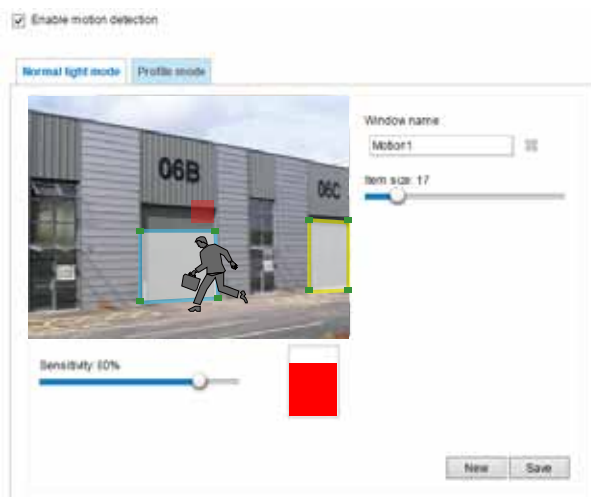 Enable motion detection
Normal light mode
Profile mode
06B
06C
Window name
Motion1
Item size: 17
Sensitivity: 80%
New
Save